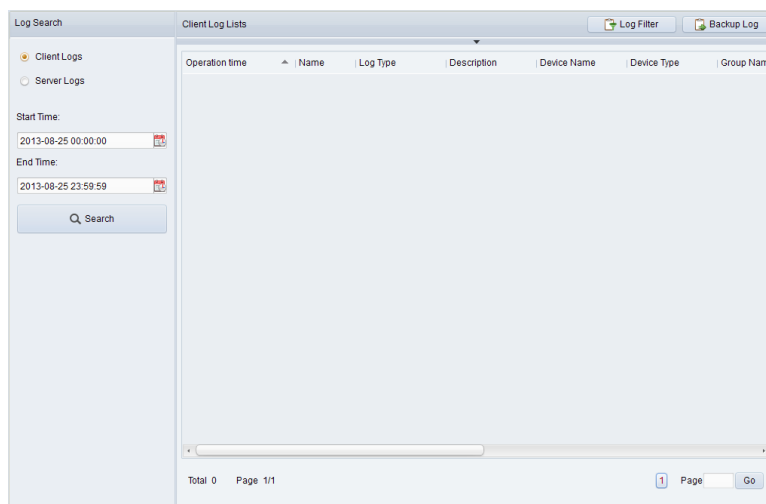 Log Search
Client Logs
Server Logs
Start Time:
2013-08-25 00:00:00
End Time:
2013-08-25 23:59:59
Search
Client Log Lists
Log Filter
Backup Log
Operation time Name Log Type Description Device Name Device Type Group Nam
Total 0 Page 1/1
1 Page Go